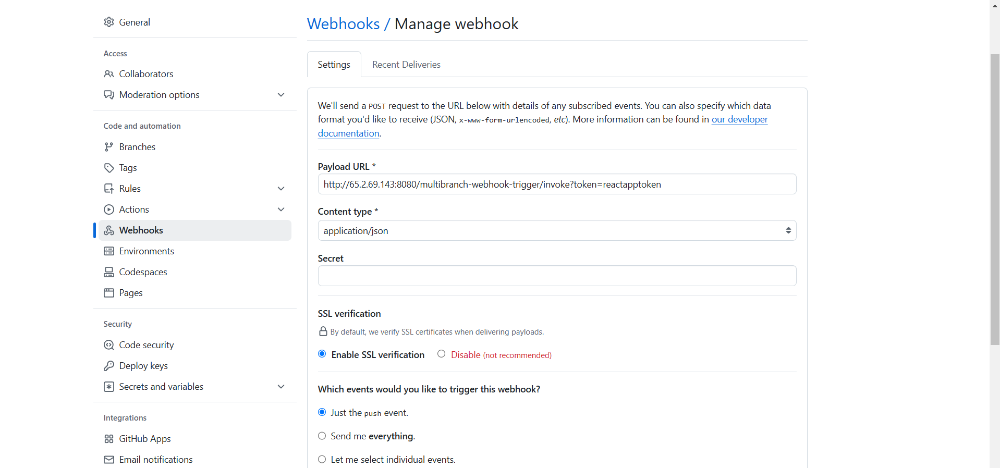 General
Access
Collaborators
Moderation options
Code and automation
Branches
Tags
Rules
Actions
Webhooks
Environments
Codespaces
Pages
Security
Code security
Deploy keys
Secrets and variables
Integrations
GitHub Apps
Email notifications
Webhooks / Manage webhook
Settings
Recent Deliveries
We'll send a POST request to the URL below with details of any subscribed events. You can also specify which data
format you'd like to receive (JSON, x-www-form-urlencoded, etc). More information can be found in our developer
documentation.
Payload URL *
http://65.2.69.143:8080/multibranch-webhook-trigger/invoke?token=reactapptoken
Content type *
application/json
Secret
SSL verification
By default, we verify SSL certificates when delivering payloads.
Enable SSL verification
Disable (not recommended)
Which events would you like to trigger this webhook?
Just the push event.
Send me everything.
Let me select individual events.